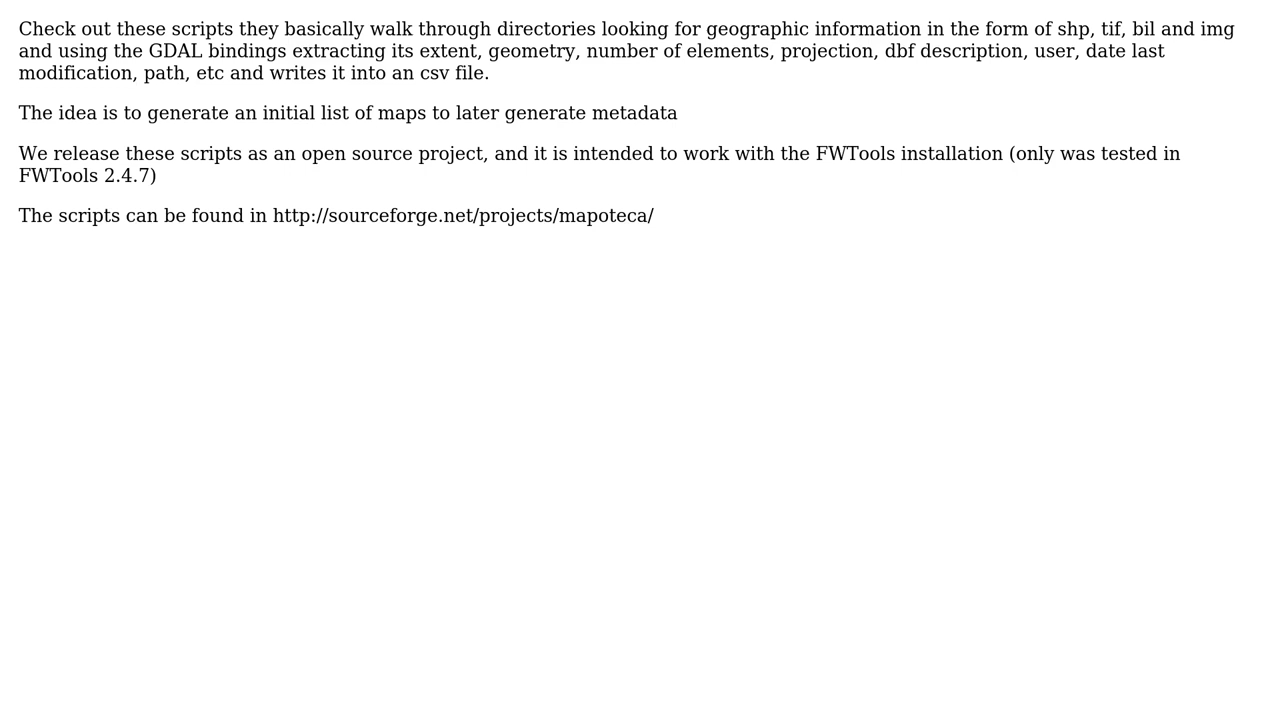 Check out these scripts they basically walk through directories looking for geographic information in the form of shp, tif, bil and img
and using the GDAL bindings extracting its extent, geometry, number of elements, projection, dbf description, user, date last
modification, path, etc and writes it into an csv file.
The idea is to generate an initial list of maps to later generate metadata
We release these scripts as an open source project, and it is intended to work with the FWTools installation (only was tested in
FWTools 2.4.7)
The scripts can be found in http://sourceforge.net/projects/mapoteca/